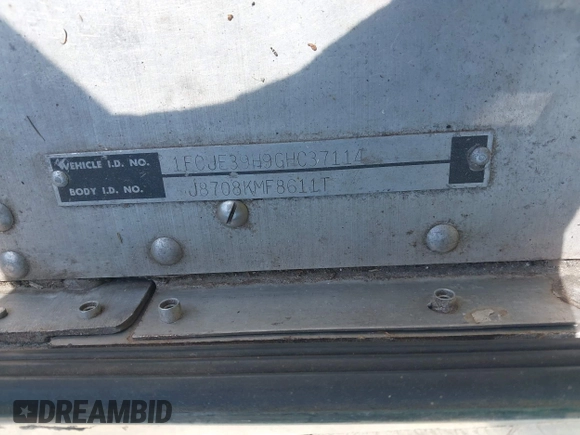 VEHICLE I.D. NO. 1FCJE39H9GHC37114
BODY I.D. NO. J8708KMF8611T
DREAMBID